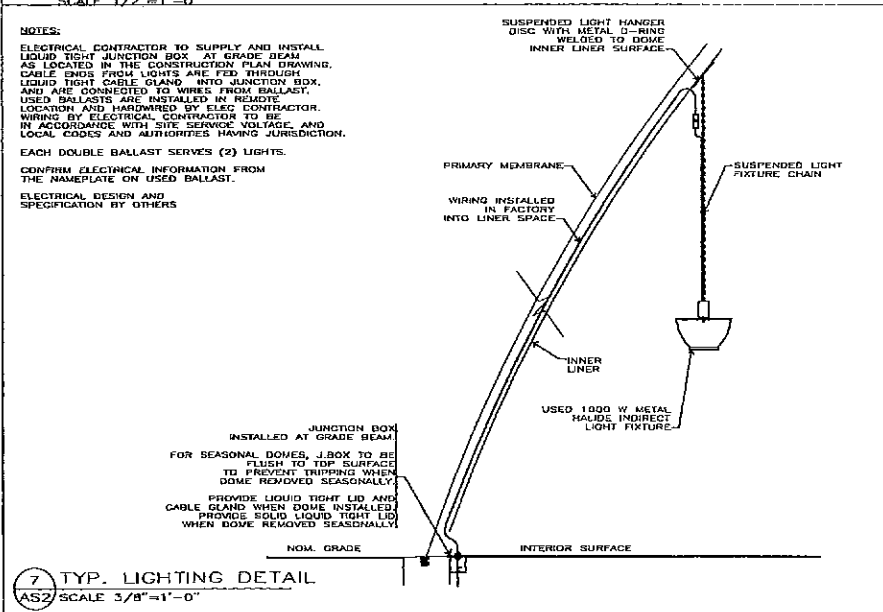 SCALE 1/2"=1'-0"
NOTES:
ELECTRICAL CONTRACTOR TO SUPPLY AND INSTALL
LIQUID TIGHT JUNCTION BOX AT GRADE BEAM
AS LOCATED IN THE CONSTRUCTION PLAN DRAWING.
CABLE ENDS FROM LIGHTS ARE FED THROUGH
LIQUID TIGHT CABLE GLAND INTO JUNCTION BOX,
AND ARE CONNECTED TO WIRES FROM BALLAST.
USED BALLASTS ARE INSTALLED IN REMOTE
LOCATION AND HARDWIRED BY ELEC CONTRACTOR.
WIRING BY ELECTRICAL CONTRACTOR TO BE
IN ACCORDANCE WITH SITE SERVICE VOLTAGE, AND
LOCAL CODES AND AUTHORITIES HAVING JURISDICTION.
EACH DOUBLE BALLAST SERVES (2) LIGHTS.
CONFIRM ELECTRICAL INFORMATION FROM
THE NAMEPLATE ON USED BALLAST.
ELECTRICAL DESIGN AND
SPECIFICATION BY OTHERS
SUSPENDED LIGHT HANGER
DISC WITH METAL D-RING
WELDED TO DOME
INNER LINER SURFACE
PRIMARY MEMBRANE
SUSPENDED LIGHT
FIXTURE CHAIN
WIRING INSTALLED
IN FACTORY
INTO LINER SPACE
INNER
LINER
USED 1000 W METAL
HALIDE INDIRECT
LIGHT FIXTURE
JUNCTION BOX
INSTALLED AT GRADE BEAM.
FOR SEASONAL DOMES, J.BOX TO BE
FLUSH TO TOP SURFACE
TO PREVENT TRIPPING WHEN
DOME REMOVED SEASONALLY.
PROVIDE LIQUID TIGHT LID AND
CABLE GLAND WHEN DOME INSTALLED.
PROVIDE SOLID LIQUID TIGHT LID
WHEN DOME REMOVED SEASONALLY
NOM. GRADE
INTERIOR SURFACE
7 TYP. LIGHTING DETAIL
AS2 SCALE 3/8"=1'-0"